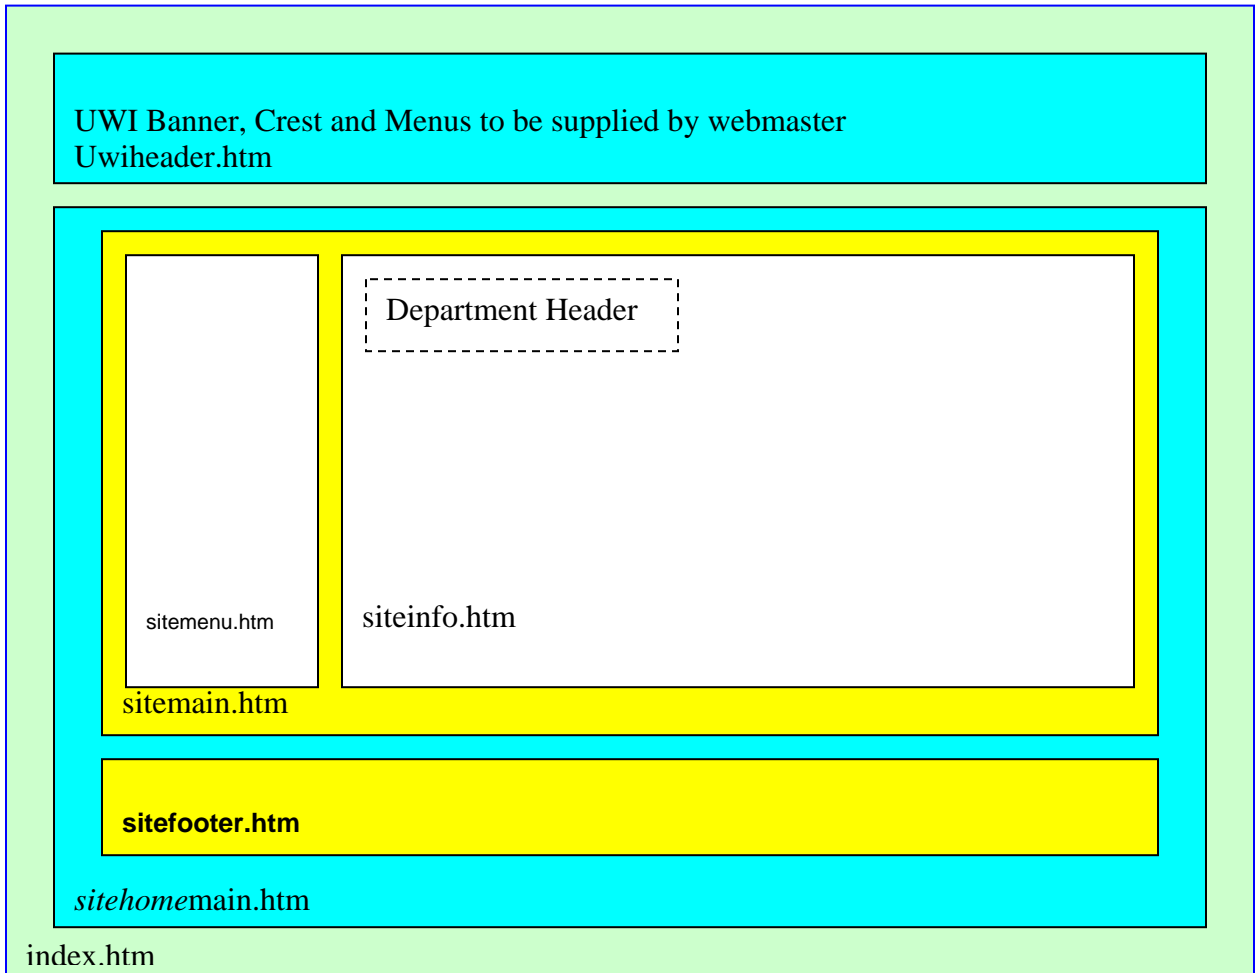 UWI Banner, Crest and Menus to be supplied by webmaster
Uwiheader.htm
Department Header
sitemenu.htm
siteinfo.htm
sitemain.htm
sitefooter.htm
sitehomemain.htm
index.htm